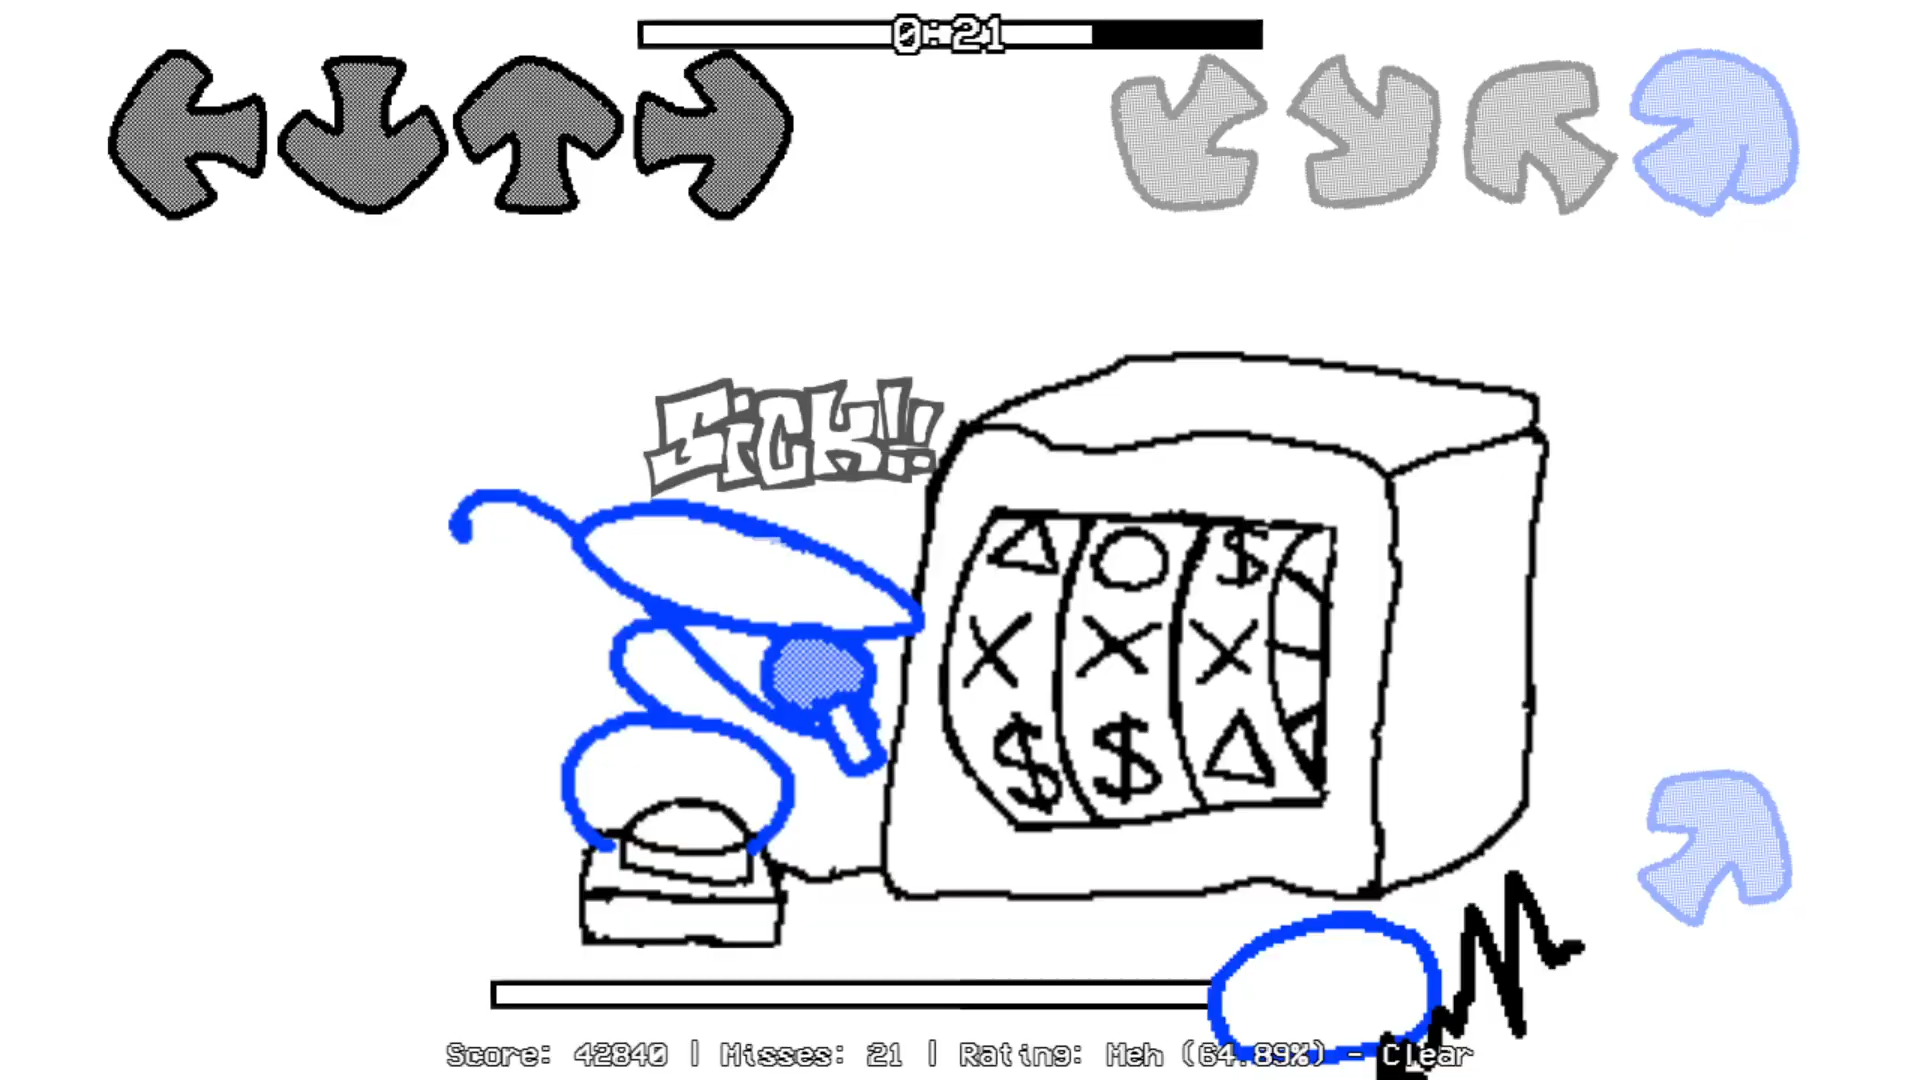 0:21
SiCK!!
$
X X X
$ $
Score: 42840 | Misses: 21 | Rating: Meh (64.89%) - Clear